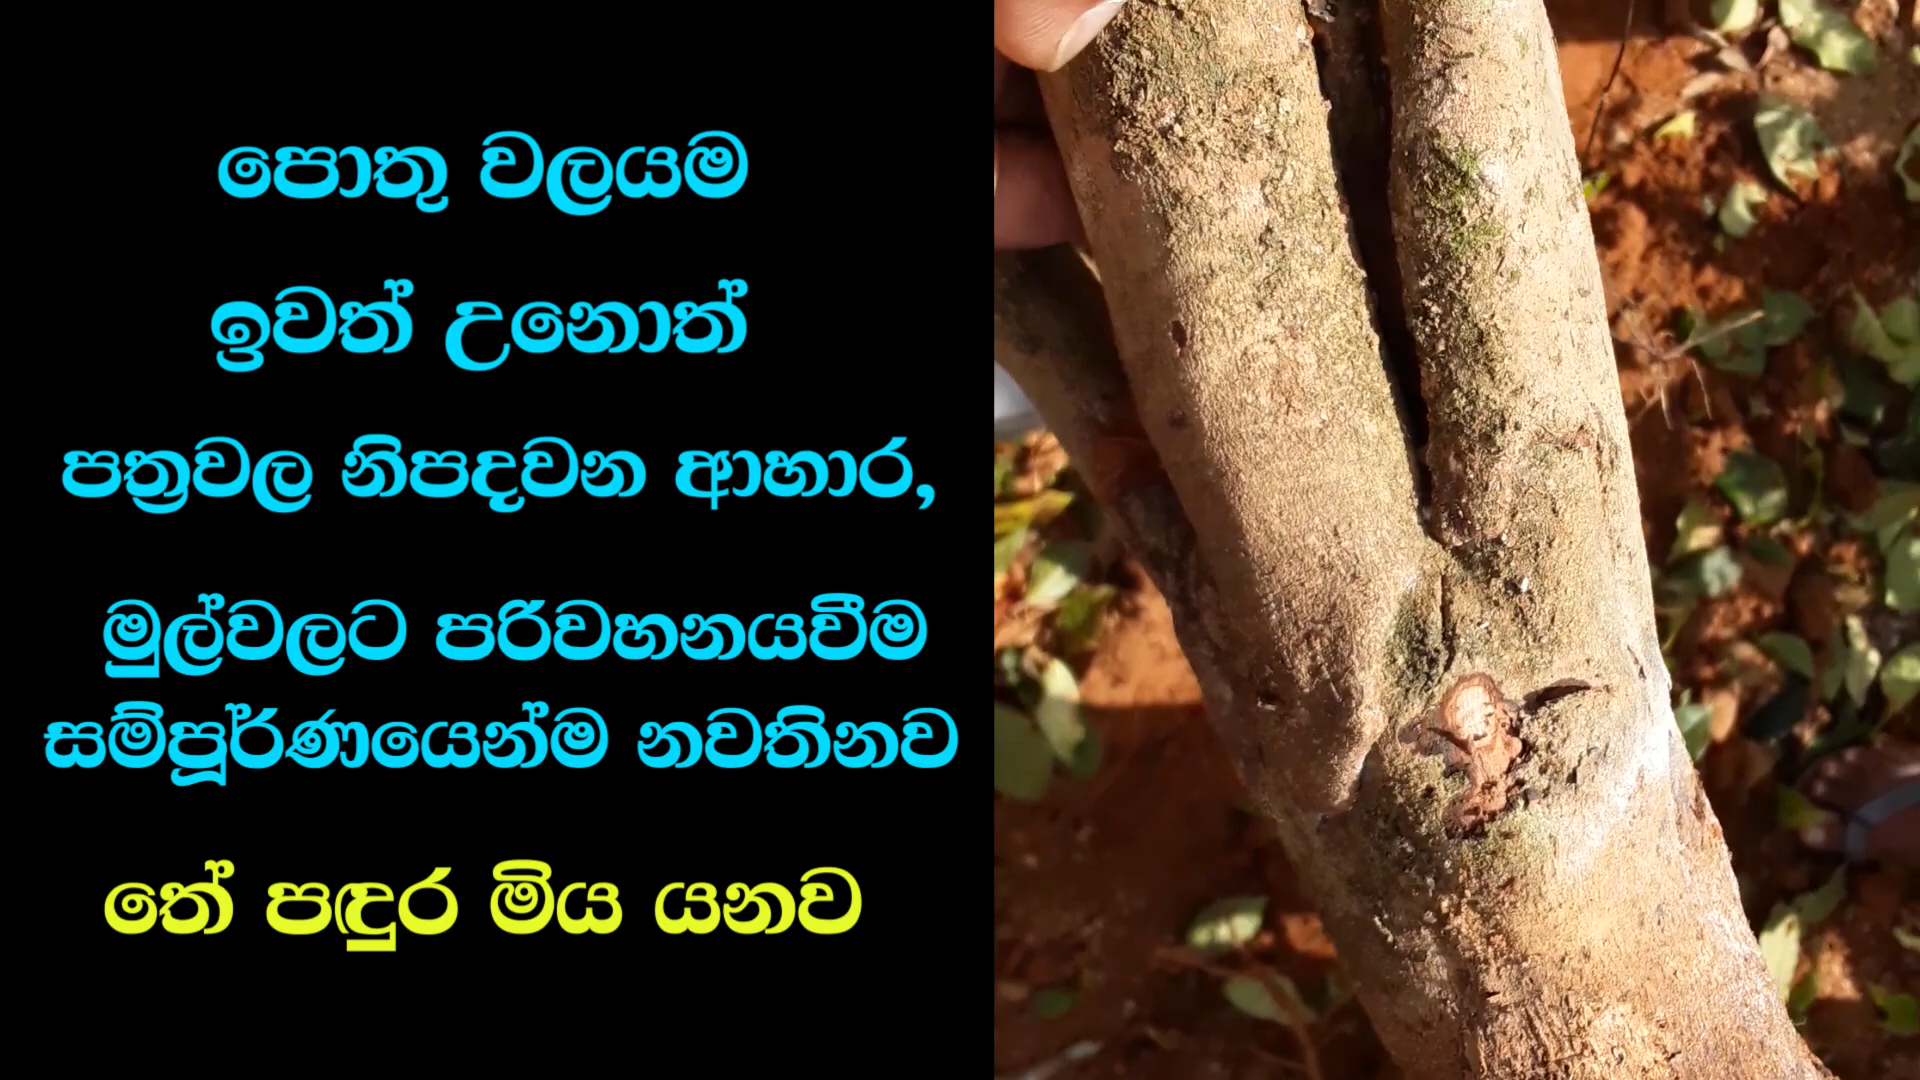 පොතු වලයම
ඉවත් උනොත්
පත්‍රවල නිපදවන ආහාර,
මුල්වලට පරිවහනයවීම
සම්පූර්ණයෙන්ම නවතිනව
තේ පඳුර මිය යනව